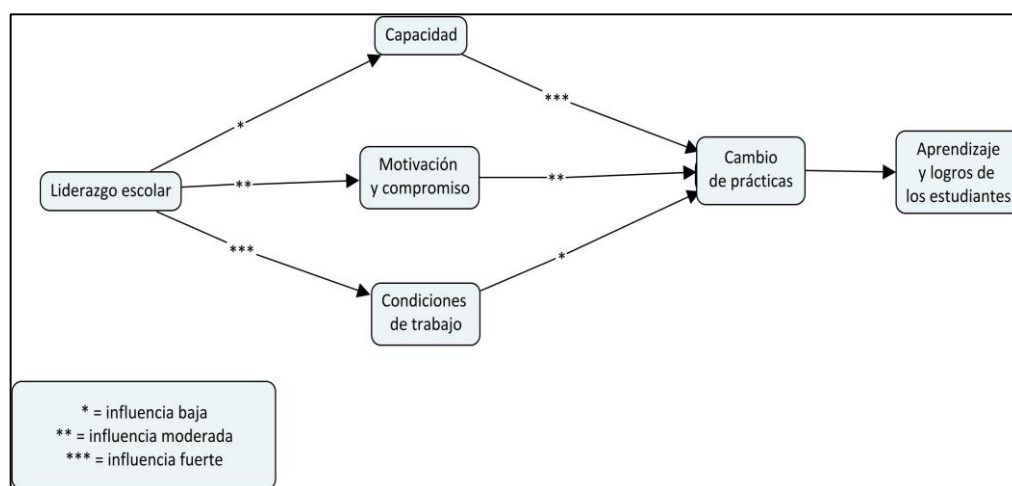 Capacidad
***
*
Motivación
y compromiso
Cambio
de prácticas
Aprendizaje
y logros de
los estudiantes
Liderazgo escolar
**
**
***
*
Condiciones
de trabajo
* = influencia baja
** = influencia moderada
*** = influencia fuerte